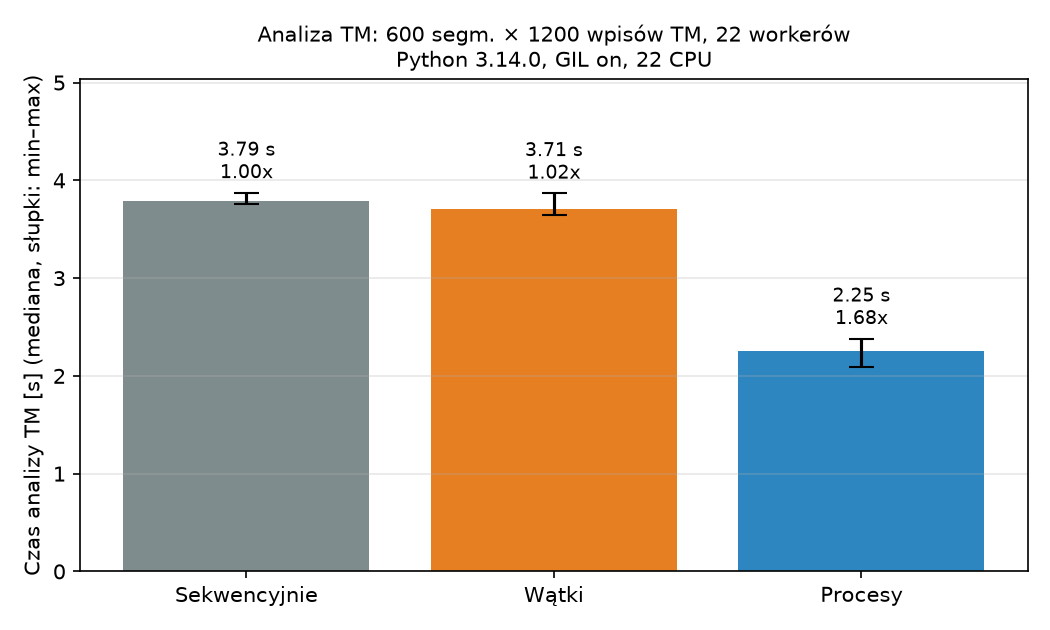 Analiza TM: 600 segm. × 1200 wpisów TM, 22 workerów
Python 3.14.0, GIL on, 22 CPU
Czas analizy TM [s] (mediana, słupki: min–max)
5
4
3
2
1
0
3.79 s
1.00x
3.71 s
1.02x
2.25 s
1.68x
Sekwencyjnie
Wątki
Procesy